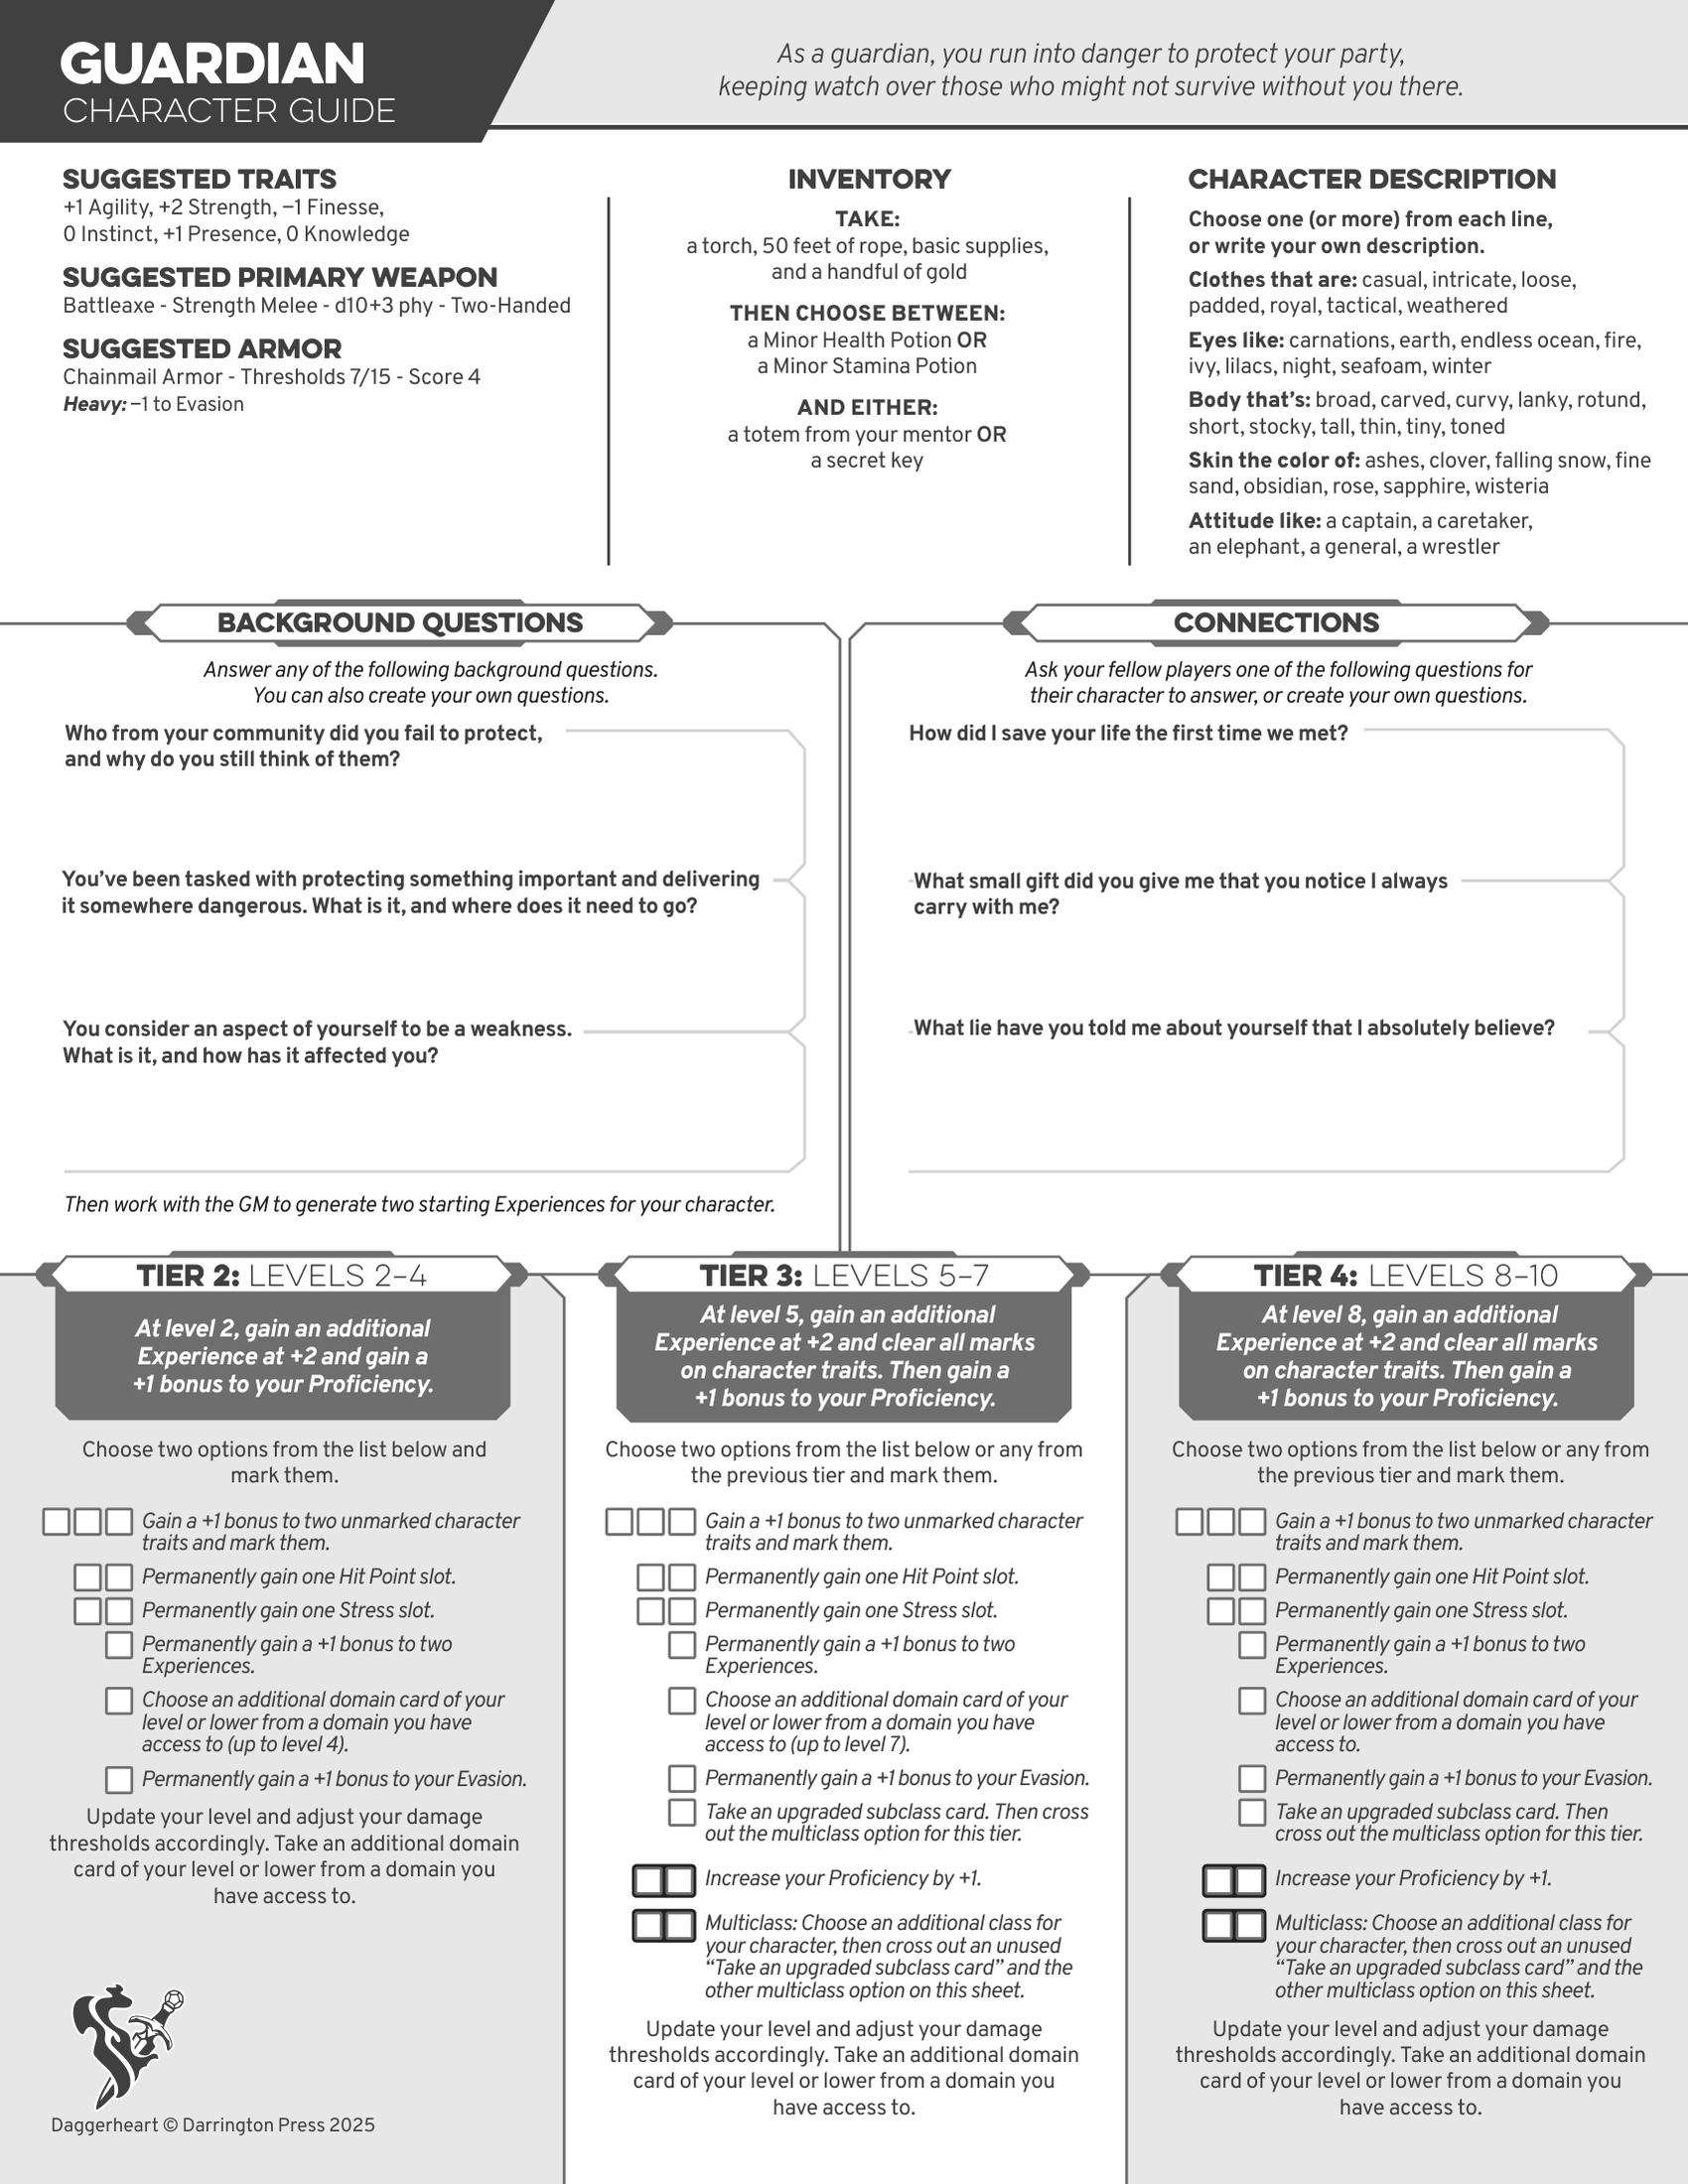 GUARDIAN
CHARACTER GUIDE
As a guardian, you run into danger to protect your party,
keeping watch over those who might not survive without you there.
SUGGESTED TRAITS
+1 Agility, +2 Strength, −1 Finesse,
0 Instinct, +1 Presence, 0 Knowledge
SUGGESTED PRIMARY WEAPON
Battleaxe - Strength Melee - d10+3 phy - Two-Handed
SUGGESTED ARMOR
Chainmail Armor - Thresholds 7/15 - Score 4
Heavy: −1 to Evasion
INVENTORY
TAKE:
a torch, 50 feet of rope, basic supplies,
and a handful of gold
THEN CHOOSE BETWEEN:
a Minor Health Potion OR
a Minor Stamina Potion
AND EITHER:
a totem from your mentor OR
a secret key
CHARACTER DESCRIPTION
Choose one (or more) from each line,
or write your own description.
Clothes that are: casual, intricate, loose,
padded, royal, tactical, weathered
Eyes like: carnations, earth, endless ocean, fire,
ivy, lilacs, night, seafoam, winter
Body that's: broad, carved, curvy, lanky, rotund,
short, stocky, tall, thin, tiny, toned
Skin the color of: ashes, clover, falling snow, fine
sand, obsidian, rose, sapphire, wisteria
Attitude like: a captain, a caretaker,
an elephant, a general, a wrestler
BACKGROUND QUESTIONS
Answer any of the following background questions.
You can also create your own questions.
Who from your community did you fail to protect,
and why do you still think of them?
You've been tasked with protecting something important and delivering
it somewhere dangerous. What is it, and where does it need to go?
You consider an aspect of yourself to be a weakness.
What is it, and how has it affected you?
Then work with the GM to generate two starting Experiences for your character.
CONNECTIONS
Ask your fellow players one of the following questions for
their character to answer, or create your own questions.
How did I save your life the first time we met?
What small gift did you give me that you notice I always
carry with me?
What lie have you told me about yourself that I absolutely believe?
TIER 2: LEVELS 2–4
At level 2, gain an additional
Experience at +2 and gain a
+1 bonus to your Proficiency.
Choose two options from the list below and
mark them.
Gain a +1 bonus to two unmarked character
traits and mark them.
Permanently gain one Hit Point slot.
Permanently gain one Stress slot.
Permanently gain a +1 bonus to two
Experiences.
Choose an additional domain card of your
level or lower from a domain you have
access to (up to level 4).
Permanently gain a +1 bonus to your Evasion.
Update your level and adjust your damage
thresholds accordingly. Take an additional domain
card of your level or lower from a domain you
have access to.
Daggerheart © Darrington Press 2025
TIER 3: LEVELS 5–7
At level 5, gain an additional
Experience at +2 and clear all marks
on character traits. Then gain a
+1 bonus to your Proficiency.
Choose two options from the list below or any from
the previous tier and mark them.
Gain a +1 bonus to two unmarked character
traits and mark them.
Permanently gain one Hit Point slot.
Permanently gain one Stress slot.
Permanently gain a +1 bonus to two
Experiences.
Choose an additional domain card of your
level or lower from a domain you have
access to (up to level 7).
Permanently gain a +1 bonus to your Evasion.
Take an upgraded subclass card. Then cross
out the multiclass option for this tier.
Increase your Proficiency by +1.
Multiclass: Choose an additional class for
your character, then cross out an unused
“Take an upgraded subclass card” and the
other multiclass option on this sheet.
Update your level and adjust your damage
thresholds accordingly. Take an additional domain
card of your level or lower from a domain you
have access to.
TIER 4: LEVELS 8–10
At level 8, gain an additional
Experience at +2 and clear all marks
on character traits. Then gain a
+1 bonus to your Proficiency.
Choose two options from the list below or any from
the previous tier and mark them.
Gain a +1 bonus to two unmarked character
traits and mark them.
Permanently gain one Hit Point slot.
Permanently gain one Stress slot.
Permanently gain a +1 bonus to two
Experiences.
Choose an additional domain card of your
level or lower from a domain you have
access to.
Permanently gain a +1 bonus to your Evasion.
Take an upgraded subclass card. Then
cross out the multiclass option for this tier.
Increase your Proficiency by +1.
Multiclass: Choose an additional class for
your character, then cross out an unused
“Take an upgraded subclass card” and the
other multiclass option on this sheet.
Update your level and adjust your damage
thresholds accordingly. Take an additional domain
card of your level or lower from a domain you
have access to.